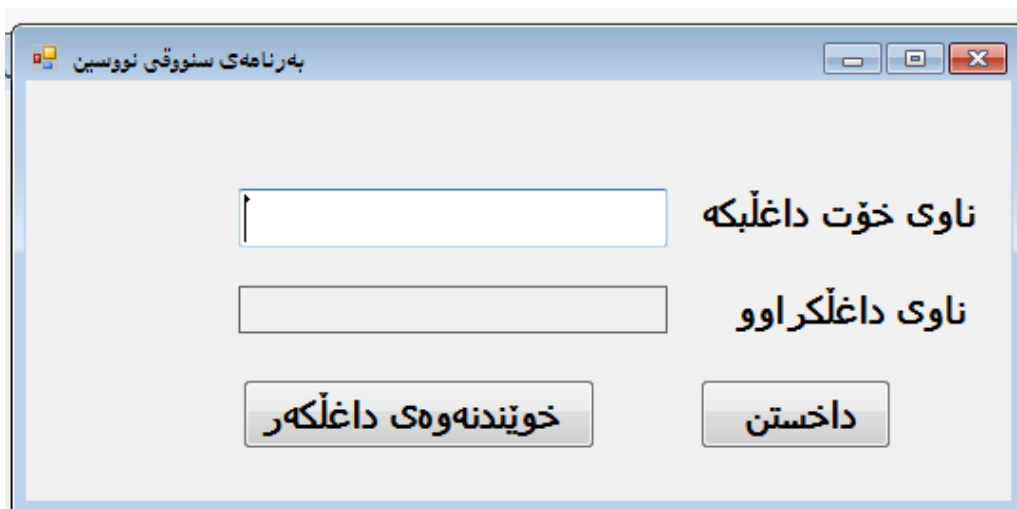 بەرنامەی سنووقی نووسین
ناوی خۆت داغڵبکە
ناوی داغڵکراوو
داخستن
خوێندنەوەی داغڵکەر